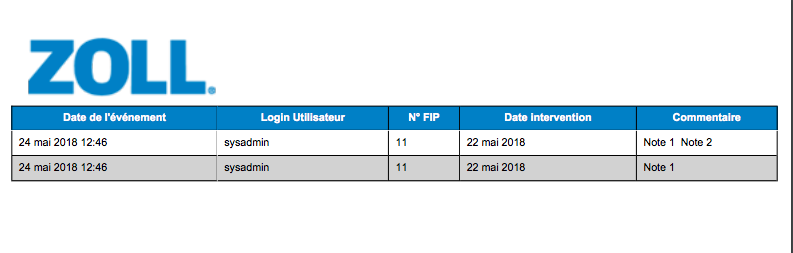 ZOLL®
Date de l'événement Login Utilisateur N° FIP Date intervention Commentaire
24 mai 2018 12:46 sysadmin 11 22 mai 2018 Note 1 Note 2
24 mai 2018 12:46 sysadmin 11 22 mai 2018 Note 1